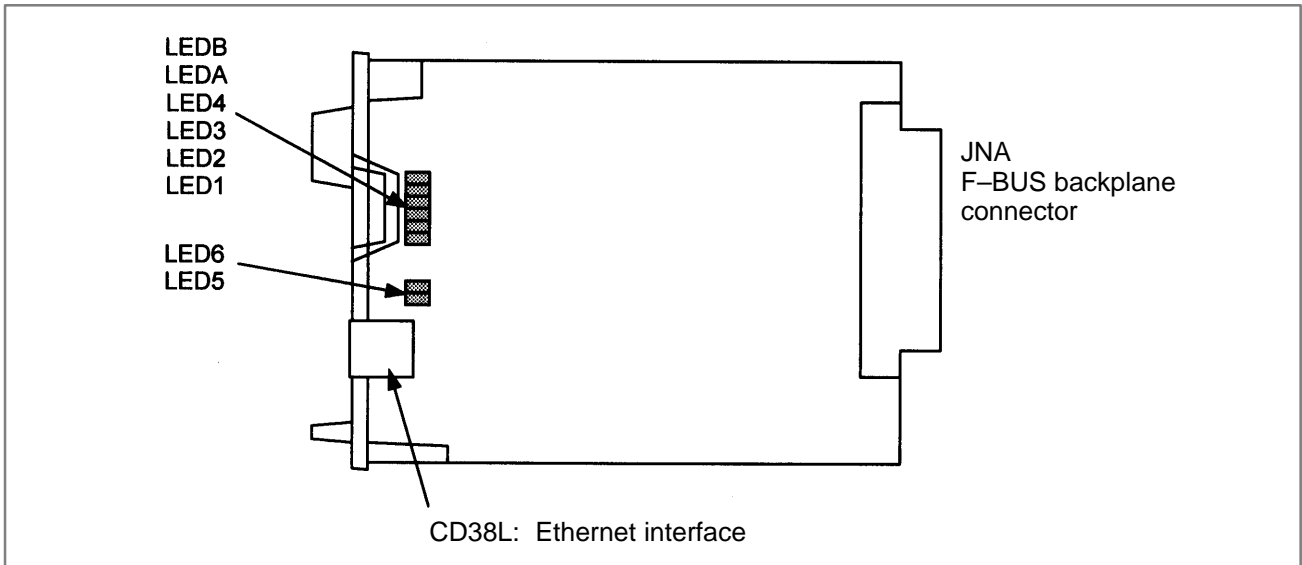 LEDB
LEDA
LED4
LED3
LED2
LED1
LED6
LED5
JNA
F–BUS backplane
connector
CD38L: Ethernet interface